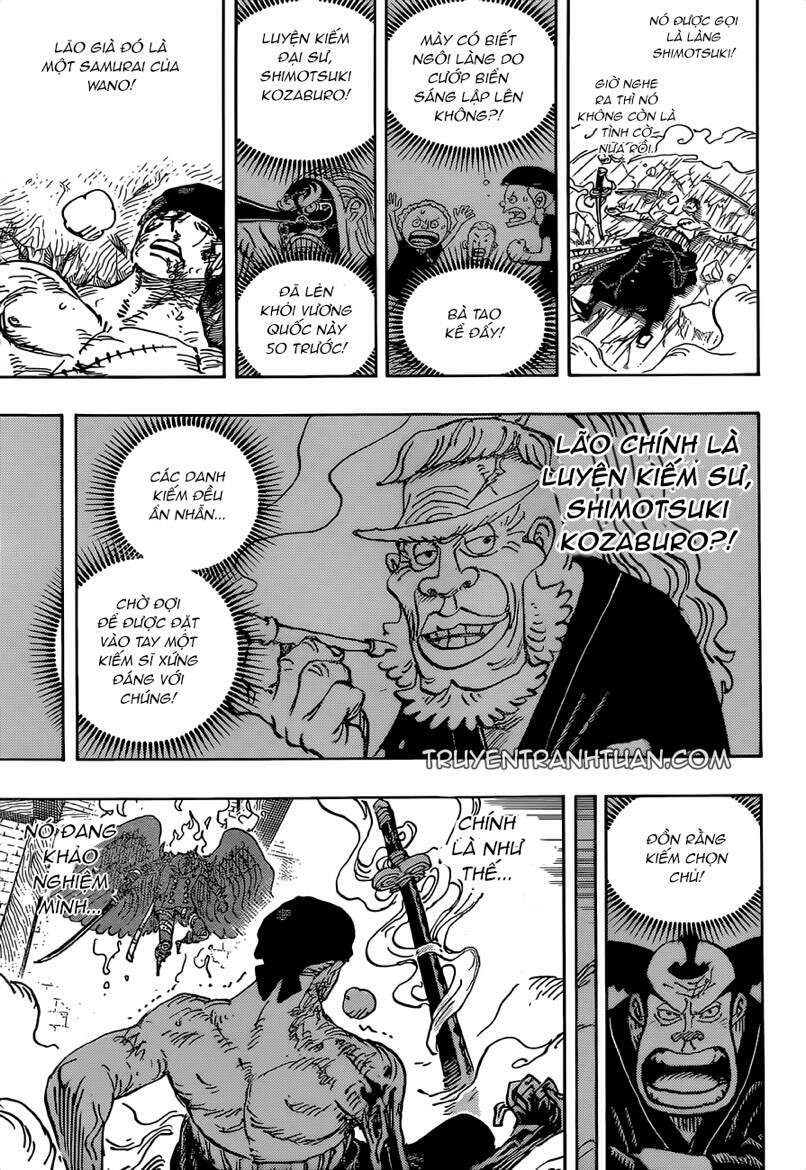 NÓ ĐƯỢC GỌI
LÀ LÀNG
SHIMOTSUKI!
GIỜ NGHE
RA THÌ NÓ
KHÔNG CÒN LÀ
TÌNH CỜ
NỮA RỒI.
MÀY CÓ BIẾT
NGÔI LÀNG DO
CƯỚP BIỂN
SÁNG LẬP LÊN
KHÔNG?!
BÀ TAO
KỂ ĐẤY!
LUYỆN KIẾM
ĐẠI SƯ,
SHIMOTSUKI
KOZABURO!
ĐÃ LÊN
KHỎI VƯƠNG
QUỐC NÀY
50 TRƯỚC!
LÃO GIÀ ĐÓ LÀ
MỘT SAMURAI CỦA
WANO!
LÃO CHÍNH LÀ
LUYỆN KIẾM SƯ,
SHIMOTSUKI
KOZABURO?!
CÁC DANH
KIẾM ĐỀU
ẨN NHẪN...
CHỜ ĐỢI
ĐỂ ĐƯỢC ĐẶT
VÀO TAY MỘT
KIẾM SĨ XỨNG
ĐÁNG VỚI
CHÚNG!
TRUYENTRANHTUAN.COM
ĐỒN RẰNG
KIẾM CHỌN
CHỦ!
CHÍNH
LÀ NHƯ
THẾ...
NÓ ĐANG
KHẢO
NGHIỆM
MÌNH...